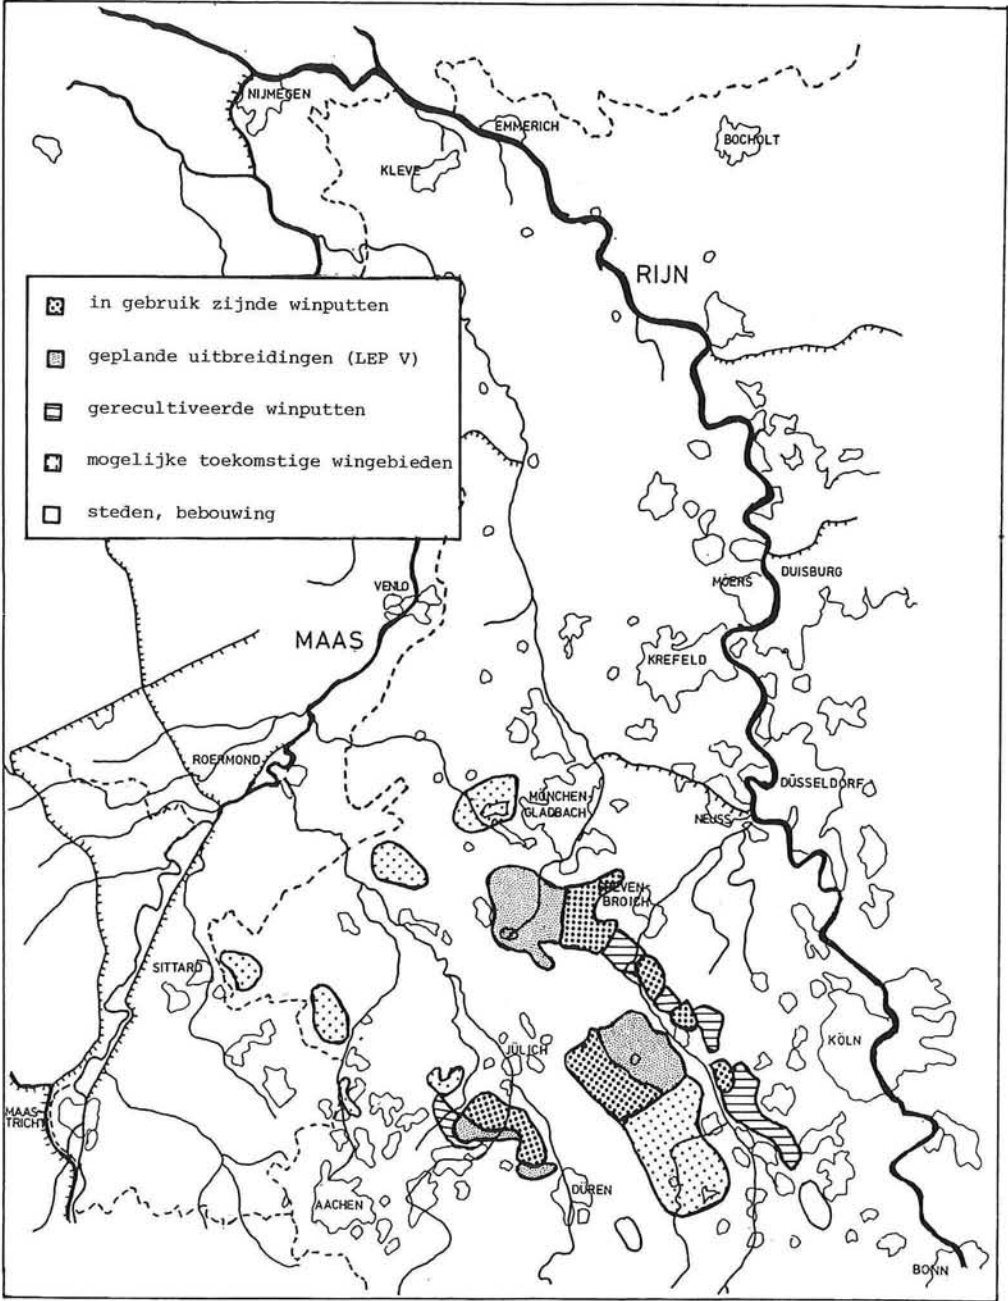 NIJMEGEN
EMMERICH
BOCHOLT
KLEVE
RIJN
in gebruik zijnde winputten
geplande uitbreidingen (LEP V)
gerecultiveerde winputten
mogelijke toekomstige wingebieden
steden, bebouwing
VENLO
MOERS
DUISBURG
MAAS
KREFELD
ROERMOND
DÜSSELDORF
MÖNCHEN-
GLADBACH
NEUSS
BROICH
SITTARD
KÖLN
JÜLICH
MAAS-
TRICHT
AACHEN
DÜREN
BONN